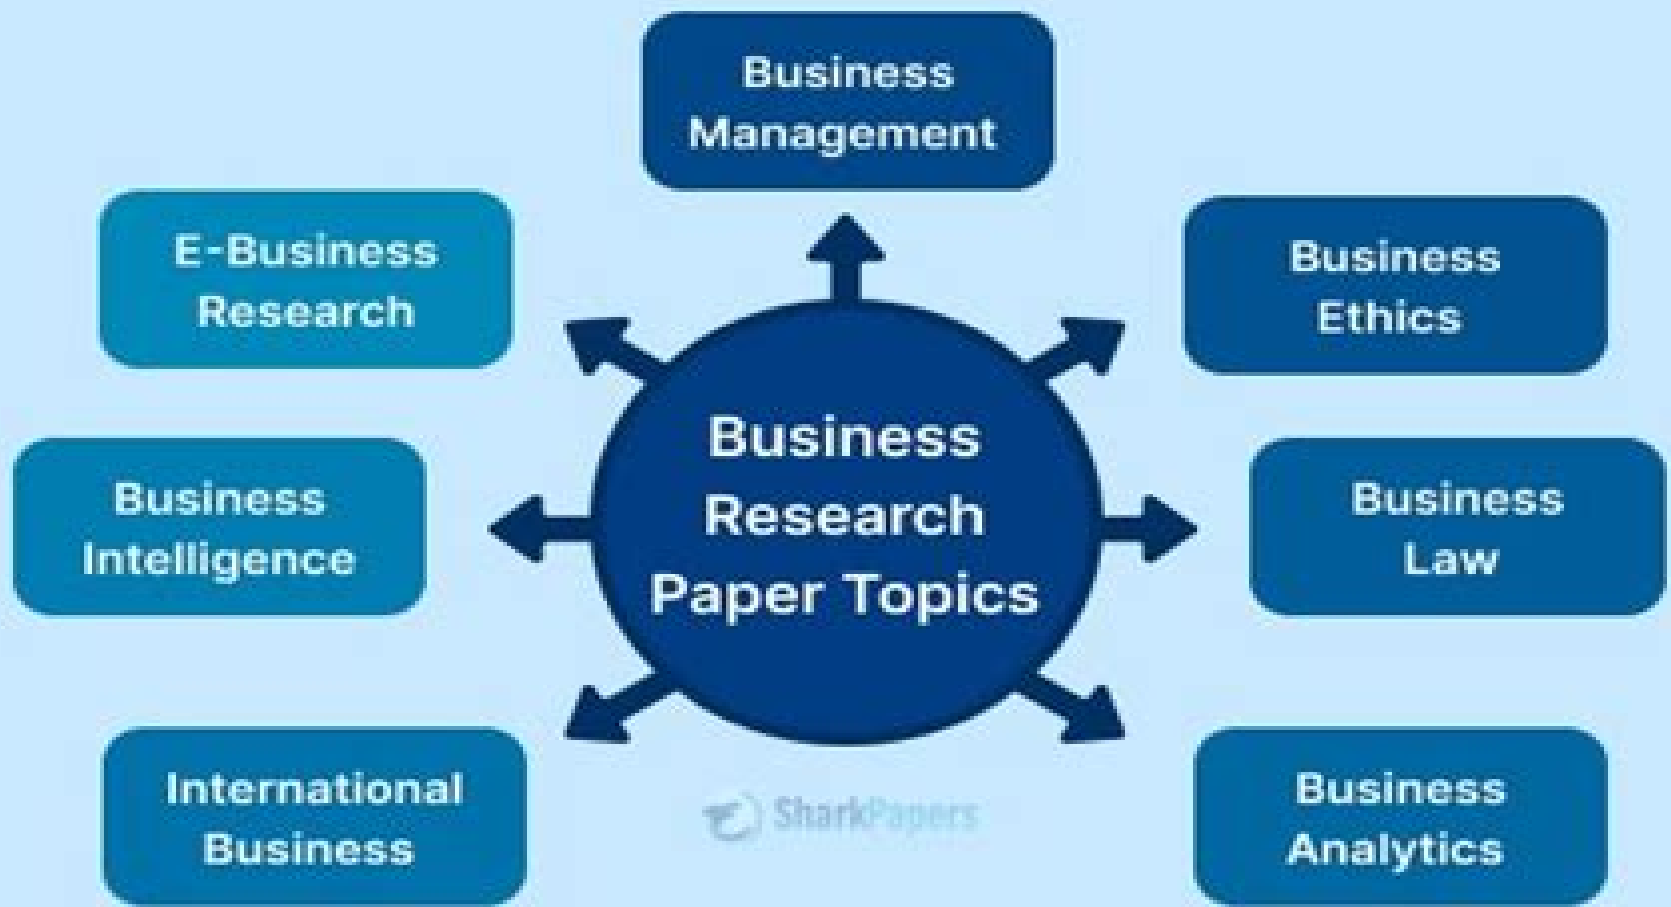 Business
Management
E-Business
Research
Business
Ethics
Business
Research
Paper Topics
Business
Intelligence
Business
Law
International
Business
Business
Analytics
SharkPapers